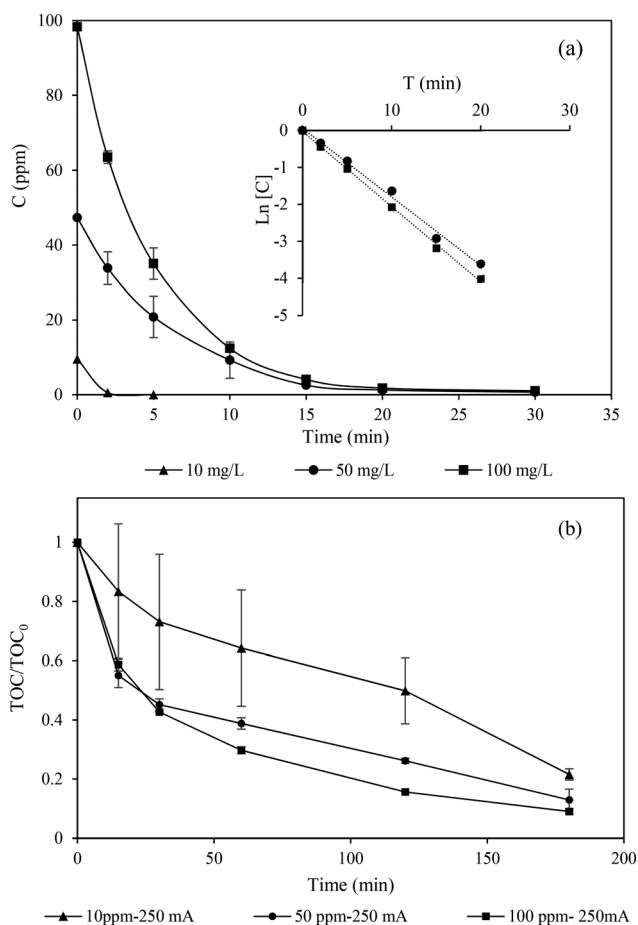 (a)
C (ppm)
100
80
60
40
20
0
T (min)
0 10 20 30
Ln [C]
0
-1
-2
-3
-4
-5
0 5 10 15 20 25 30 35
Time (min)
10 mg/L 50 mg/L 100 mg/L
(b)
TOC/TOC0
1
0.8
0.6
0.4
0.2
0
0 50 100 150 200
Time (min)
10ppm-250 mA 50 ppm-250 mA 100 ppm- 250mA